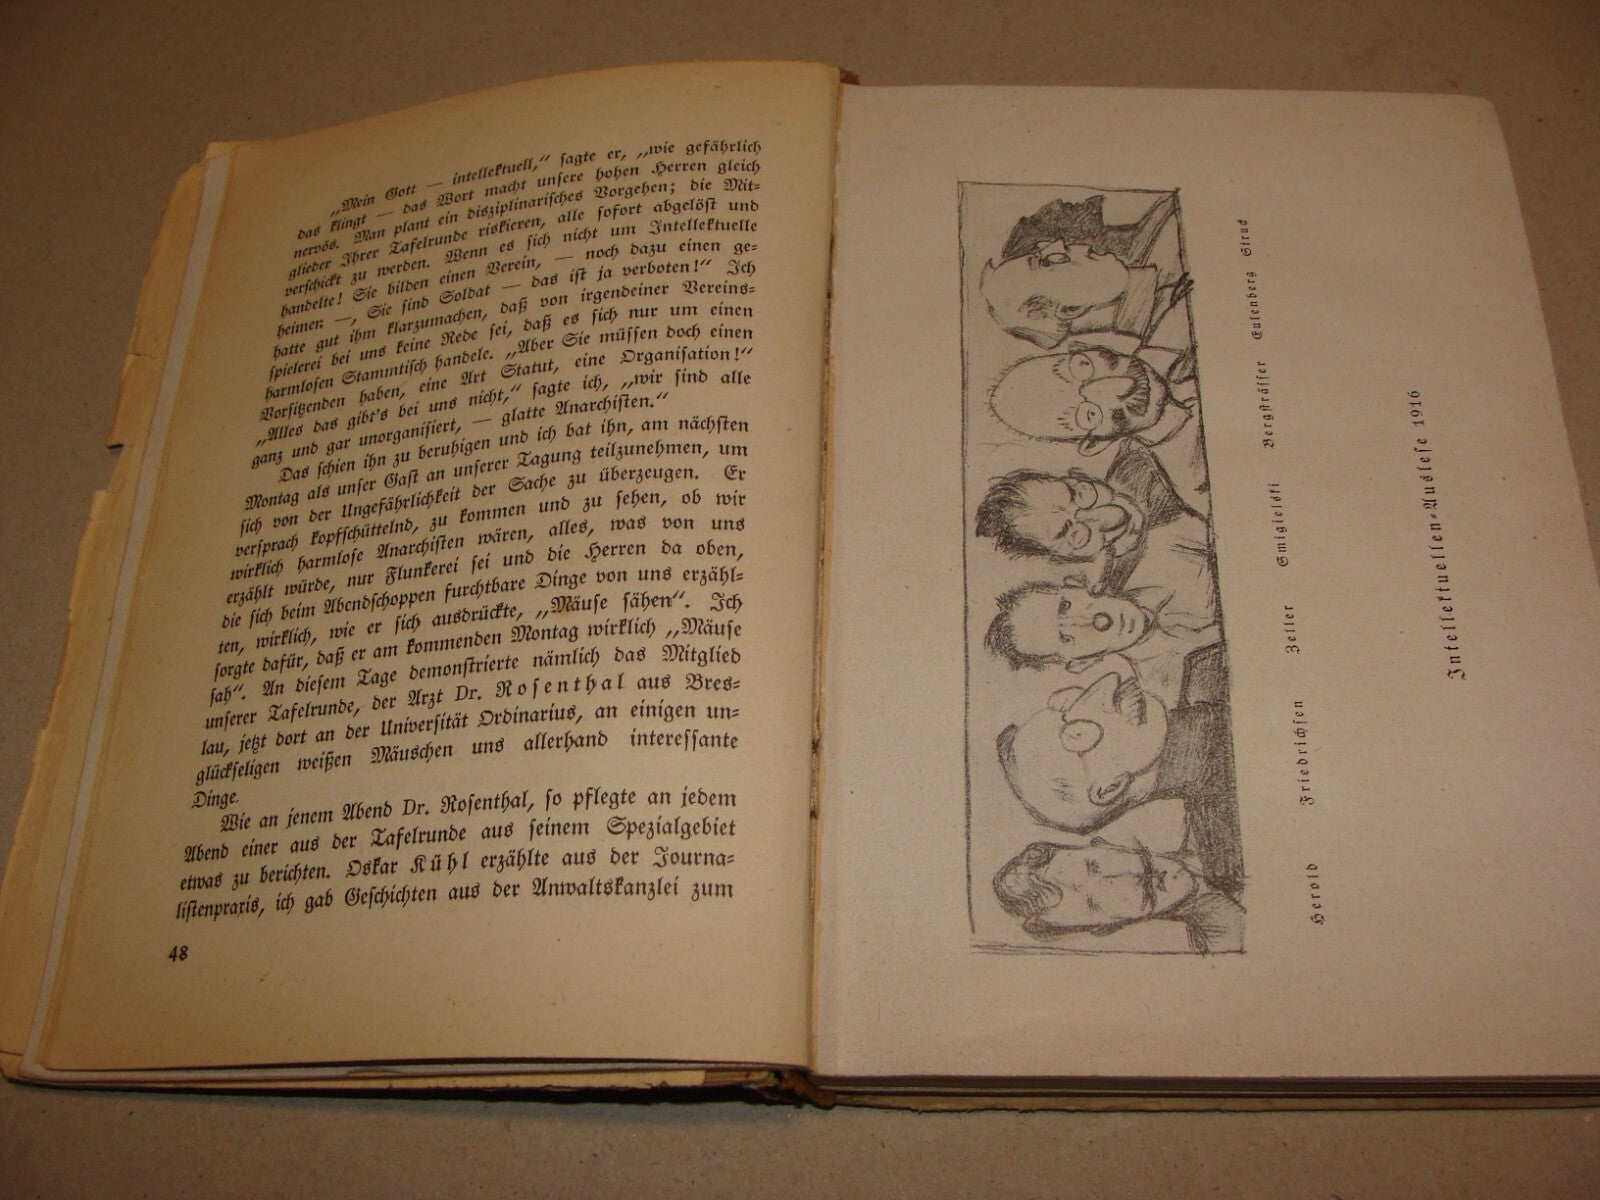 „Mein Gott — intellektuell,“ sagte er, „wie gefährlich
das klingt — das Wort macht unsere hohen Herren gleich
nervös. Man plant ein disziplinarisches Vorgehen; die Mit-
glieder Ihrer Tafelrunde riskieren, alle sofort abgelöst und
verschickt zu werden. Wenn es sich nicht um Intellektuelle
handelte! Sie bilden einen Verein, — noch dazu einen ge-
heimen —, Sie sind Soldat — das ist ja verboten!“ Ich
hatte gut ihm klarzumachen, daß von irgendeiner Vereins-
spielerei bei uns keine Rede sei, daß es sich nur um einen
harmlosen Stammtisch handele. „Aber Sie müssen doch einen
Vorsitzenden haben, eine Art Statut, eine Organisation!“
„Alles das gibt's bei uns nicht,“ sagte ich, „wir sind alle
ganz und gar unorganisiert, — glatte Anarchisten.“
Das schien ihn zu beruhigen und ich bat ihn, am nächsten
Montag als unser Gast an unserer Tagung teilzunehmen, um
sich von der Ungefährlichkeit der Sache zu überzeugen. Er
versprach kopfschüttelnd, zu kommen und zu sehen, ob wir
wirklich harmlose Anarchisten wären, alles, was von uns
erzählt würde, nur Flunkerei sei und die Herren da oben,
die sich beim Abendschoppen furchtbare Dinge von uns erzähl-
ten, wirklich, wie er sich ausdrückte, „Mäuse sähen“. Ich
sorgte dafür, daß er am kommenden Montag wirklich „Mäuse
sah“. An diesem Tage demonstrierte nämlich das Mitglied
unserer Tafelrunde, der Arzt Dr. Rosenthal aus Bres-
lau, jetzt dort an der Universität Ordinarius, an einigen un-
glückseligen weißen Mäuschen uns allerhand interessante
Dinge.
Wie an jenem Abend Dr. Rosenthal, so pflegte an jedem
Abend einer aus der Tafelrunde aus seinem Spezialgebiet
etwas zu berichten. Oskar Kühl erzählte aus der Journa-
listenpraxis, ich gab Geschichten aus der Anwaltskanzlei zum
48
Herold Friedrichsen Zeller Smigielski Bergsträsser Eulenberg Struck
Intellektuellen-Auslese 1916